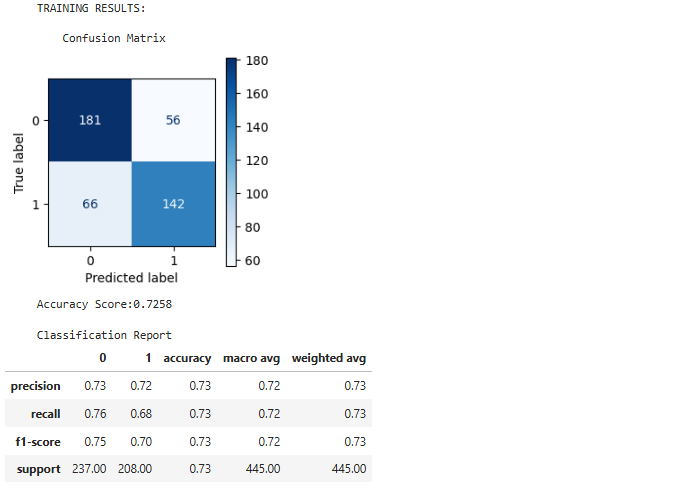 TRAINING RESULTS:
Confusion Matrix
180
160
140
120
100
80
60
True label
0
181 56
1
66 142
0 1
Predicted label
Accuracy Score:0.7258
Classification Report
0 1 accuracy macro avg weighted avg
precision 0.73 0.72 0.73 0.72 0.73
recall 0.76 0.68 0.73 0.72 0.73
f1-score 0.75 0.70 0.73 0.72 0.73
support 237.00 208.00 0.73 445.00 445.00